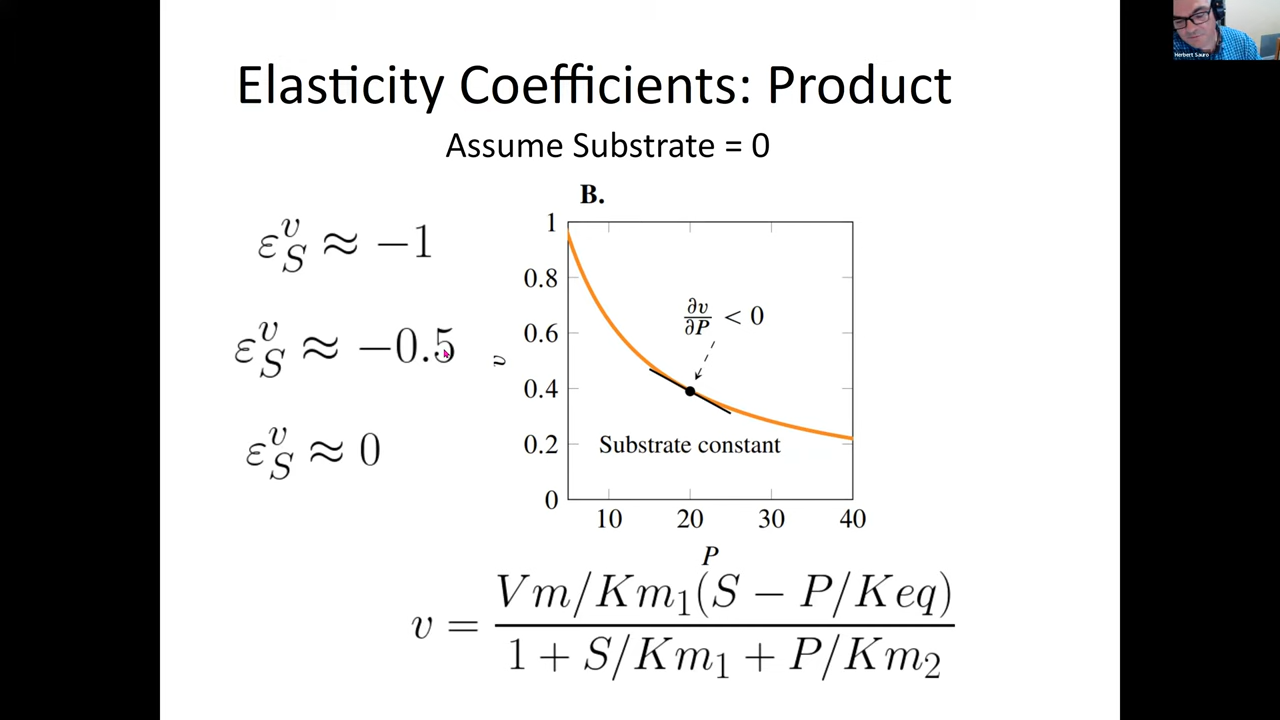 Herbert Sauro
Elasticity Coefficients: Product
Assume Substrate = 0
B.
ε_S^v ≈ −1
ε_S^v ≈ −0.5
ε_S^v ≈ 0
1
0.8
0.6
0.4
0.2
0
v
∂v/∂P < 0
Substrate constant
10 20 30 40
P
v = Vm/Km₁(S − P/Keq)
1 + S/Km₁ + P/Km₂